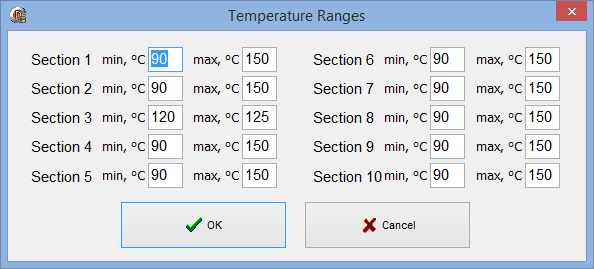 Temperature Ranges
Section 1 min, ºC 90 max, ºC 150 Section 6 min, ºC 90 max, ºC 150
Section 2 min, ºC 90 max, ºC 150 Section 7 min, ºC 90 max, ºC 150
Section 3 min, ºC 120 max, ºC 125 Section 8 min, ºC 90 max, ºC 150
Section 4 min, ºC 90 max, ºC 150 Section 9 min, ºC 90 max, ºC 150
Section 5 min, ºC 90 max, ºC 150 Section 10 min, ºC 90 max, ºC 150
OK Cancel